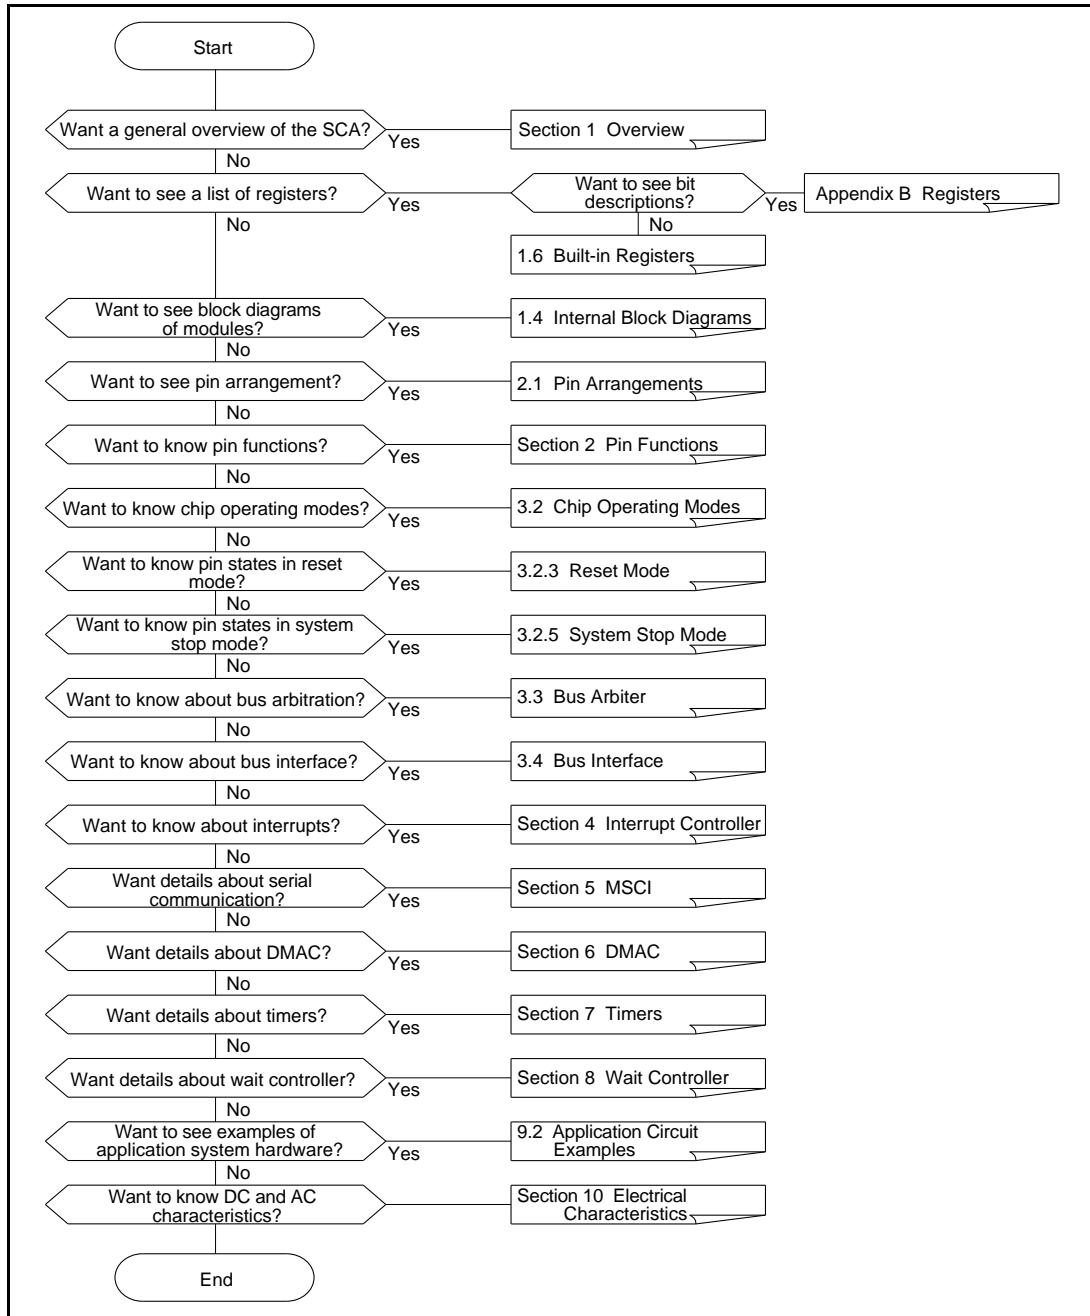 Start
Want a general overview of the SCA?
Yes
Section 1  Overview
No
Want to see a list of registers?
Yes
Want to see bit
descriptions?
Yes
Appendix B  Registers
No
No
1.6  Built-in Registers
Want to see block diagrams
of modules?
Yes
1.4  Internal Block Diagrams
No
Want to see pin arrangement?
Yes
2.1  Pin Arrangements
No
Want to know pin functions?
Yes
Section 2  Pin Functions
No
Want to know chip operating modes?
Yes
3.2  Chip Operating Modes
No
Want to know pin states in reset
mode?
Yes
3.2.3  Reset Mode
No
Want to know pin states in system
stop mode?
Yes
3.2.5  System Stop Mode
No
Want to know about bus arbitration?
Yes
3.3  Bus Arbiter
No
Want to know about bus interface?
Yes
3.4  Bus Interface
No
Want to know about interrupts?
Yes
Section 4  Interrupt Controller
No
Want details about serial
communication?
Yes
Section 5  MSCI
No
Want details about DMAC?
Yes
Section 6  DMAC
No
Want details about timers?
Yes
Section 7  Timers
No
Want details about wait controller?
Yes
Section 8  Wait Controller
No
Want to see examples of
application system hardware?
Yes
9.2  Application Circuit
Examples
No
Want to know DC and AC
characteristics?
Section 10  Electrical
Characteristics
End